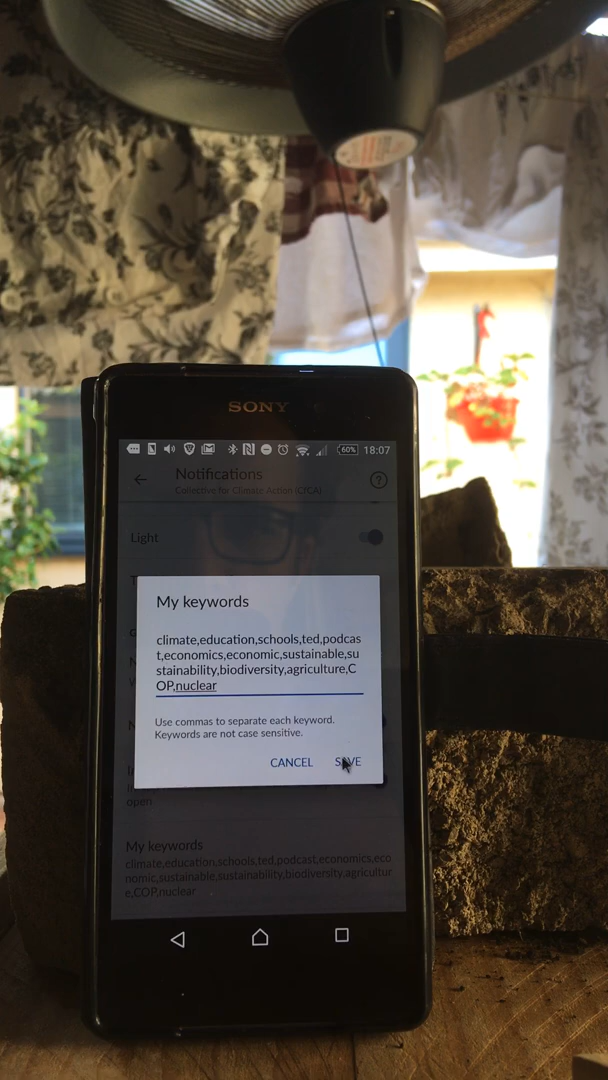 SONY
60% 18:07
Notifications
Collective for Climate Action (CfCA)
Light
My keywords
climate,education,schools,ted,podcas
t,economics,economic,sustainable,su
stainability,biodiversity,agriculture,C
OP,nuclear
Use commas to separate each keyword.
Keywords are not case sensitive.
CANCEL SAVE
open
My keywords
climate,education,schools,ted,podcast,economics,eco
nomic,sustainable,sustainability,biodiversity,agricultur
e,COP,nuclear